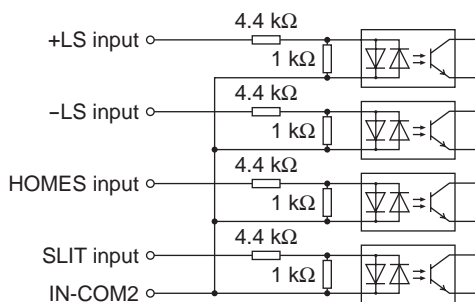 4.4 kΩ
+LS input
1 kΩ
4.4 kΩ
−LS input
1 kΩ
4.4 kΩ
HOMES input
1 kΩ
4.4 kΩ
SLIT input
1 kΩ
IN-COM2